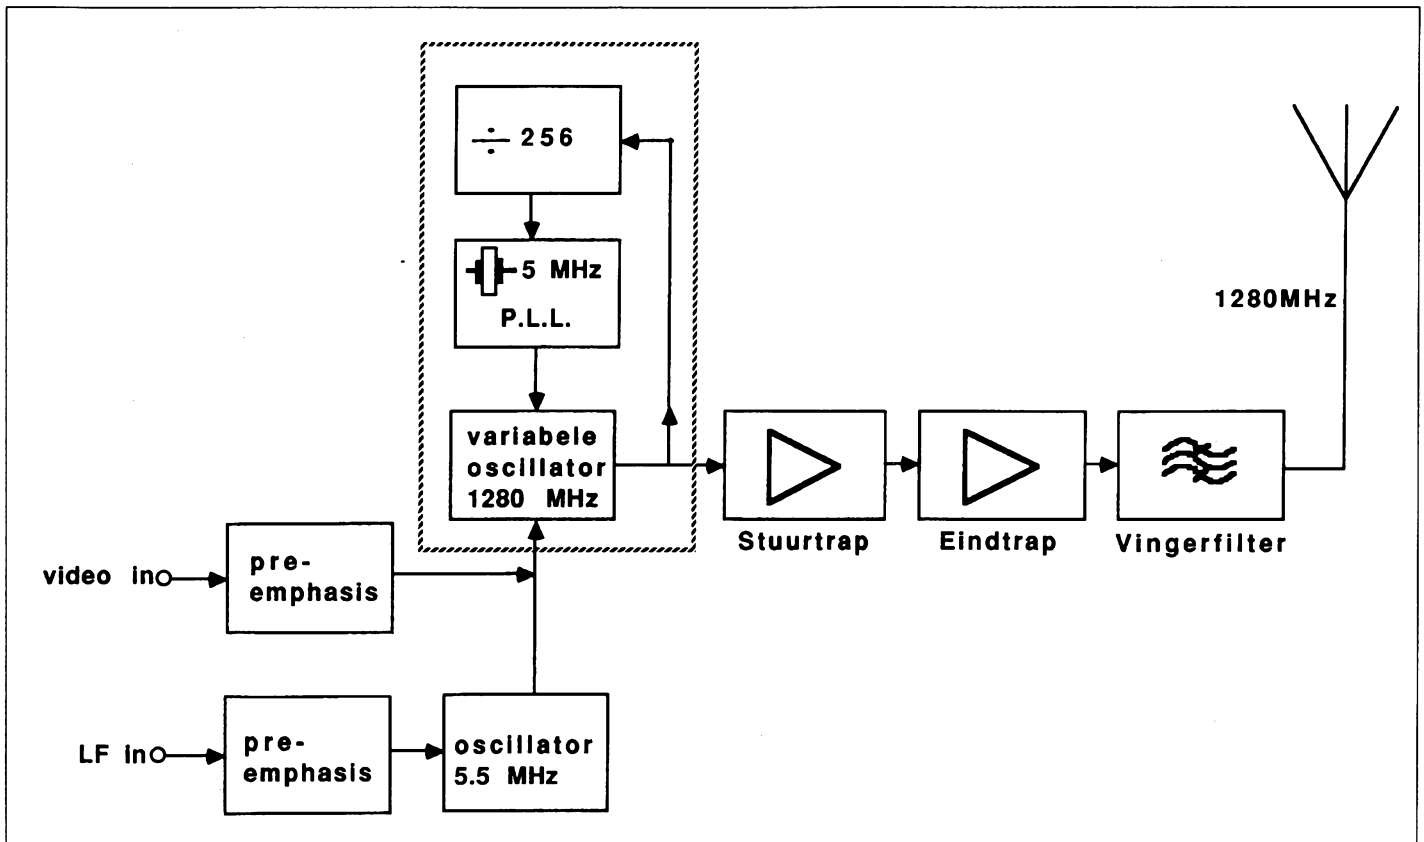 ÷ 256
5 MHz
P.L.L.
1280MHz
variabele
oscillator
1280 MHz
Stuurtrap
Eindtrap
Vingerfilter
video in
pre-
emphasis
LF in
pre-
emphasis
oscillator
5.5 MHz